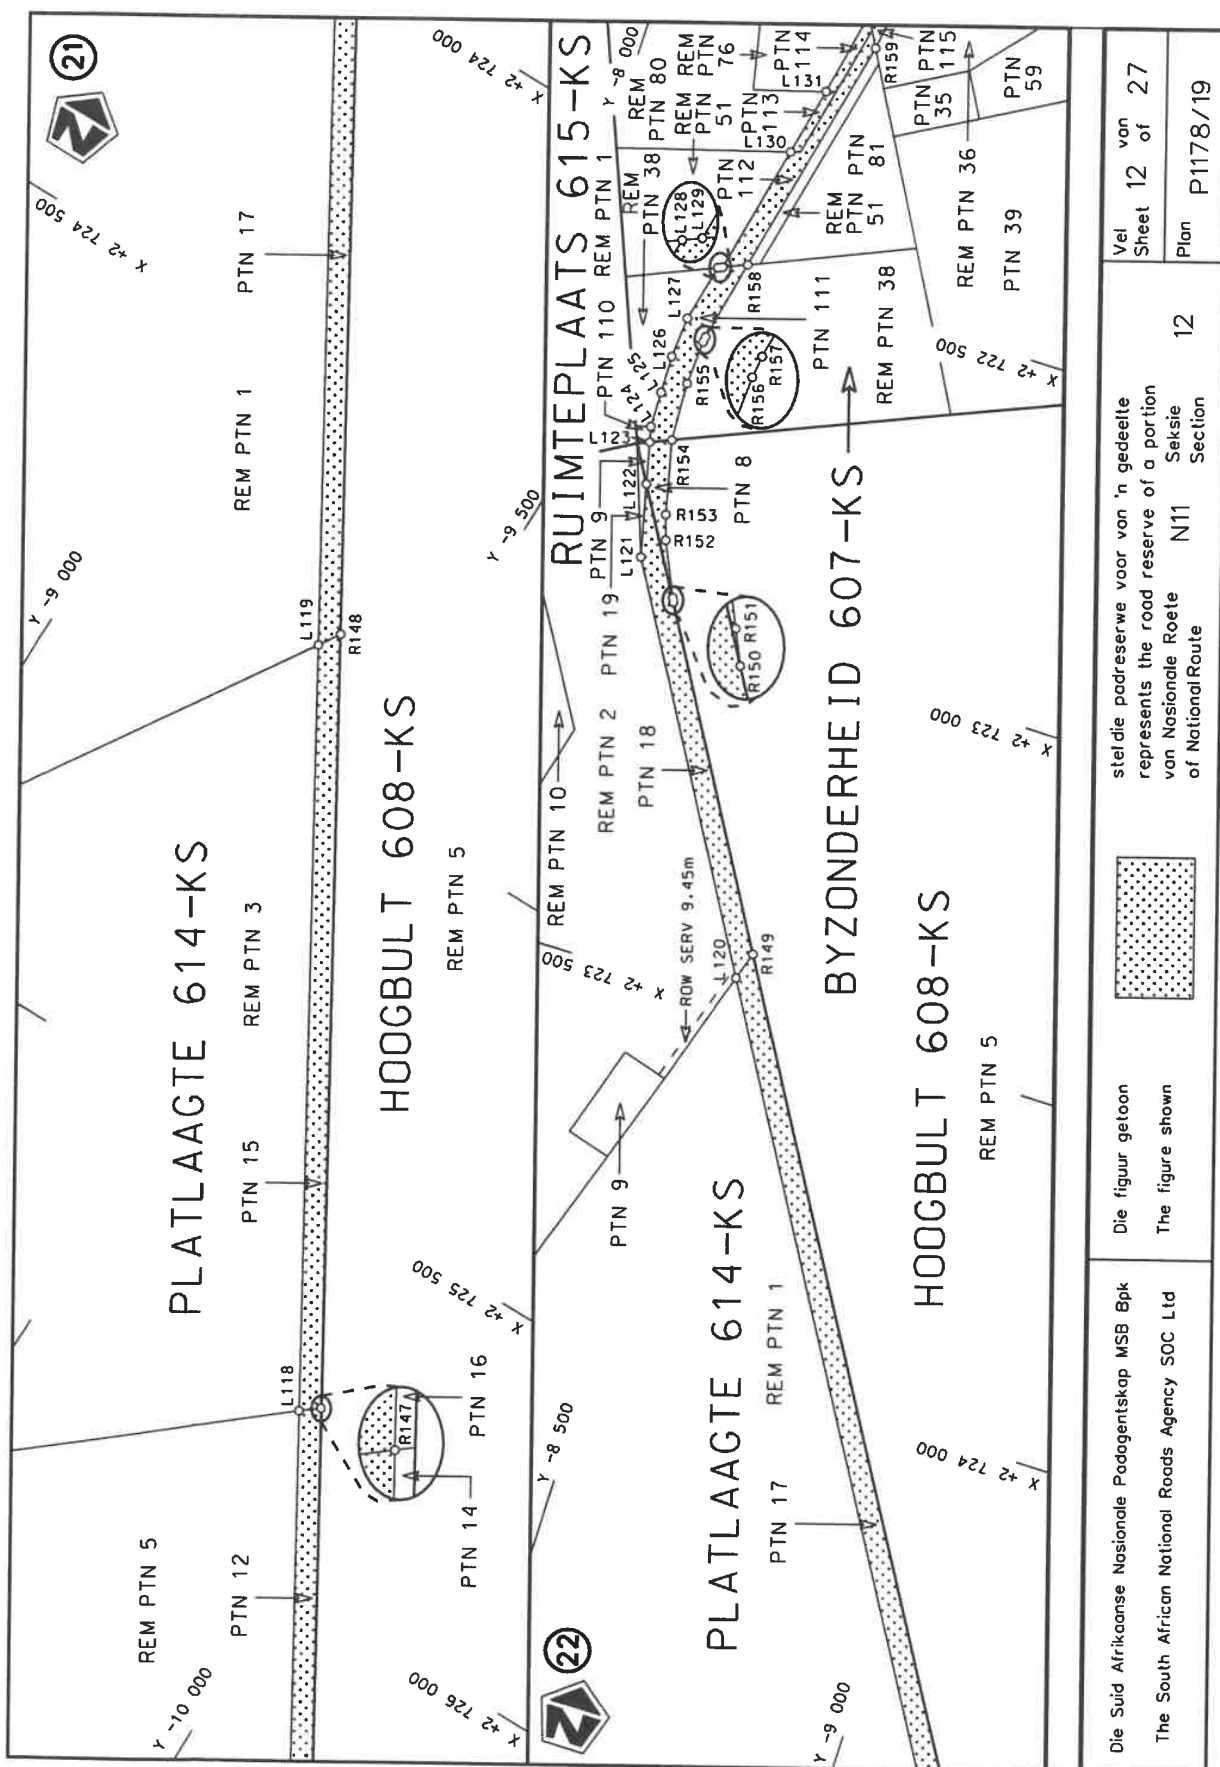 21
X +2 724 500
X +2 724 000
PTN 17
REM PTN 1
Y -9 000
L119
R148
PLATLAAGTE 614-KS
REM PTN 3
HOOGBULT 608-KS
REM PTN 5
PTN 15
X +2 725 500
L118
R147
PTN 16
PTN 14
REM PTN 5
PTN 12
Y -10 000
X +2 726 000
22
Y -8 000
RUIMTEPLAATS 615-KS
REM PTN 1
PTN 110
REM
PTN 38
REM
PTN 80
REM PTN
51
REM PTN
76
PTN
112
PTN
113
PTN
114
PTN
115
L131
L130
R159
L128
L129
L127
L126
L125
L124
L123
L122
L121
PTN 9
PTN 19
Y -9 500
R158
R155
R156
R157
R154
R153
R152
R151
R150
PTN 8
PTN 111
REM PTN 38
REM
PTN
51
PTN
81
PTN
35
PTN
59
REM PTN 36
PTN 39
X +2 722 500
REM PTN 10
REM PTN 2
PTN 18
BYZONDERHEID 607-KS
X +2 723 000
X +2 723 500
ROW SERV 9.45m
L120
R149
PTN 9
HOOGBULT 608-KS
REM PTN 5
PLATLAAGTE 614-KS
REM PTN 1
PTN 17
Y -8 500
X +2 724 000
Y -9 000
Die Suid Afrikaanse Nasionale Padagentskap MSB Bpk
The South African National Roads Agency SOC Ltd
Die figuur getoon
The figure shown
stel die padreserwe voor van 'n gedeelte
represents the road reserve of a portion
van Nasionale Roete N11 Seksie 12
of National Route Section
Vel 12 van 27
Sheet of
Plan P1178/19